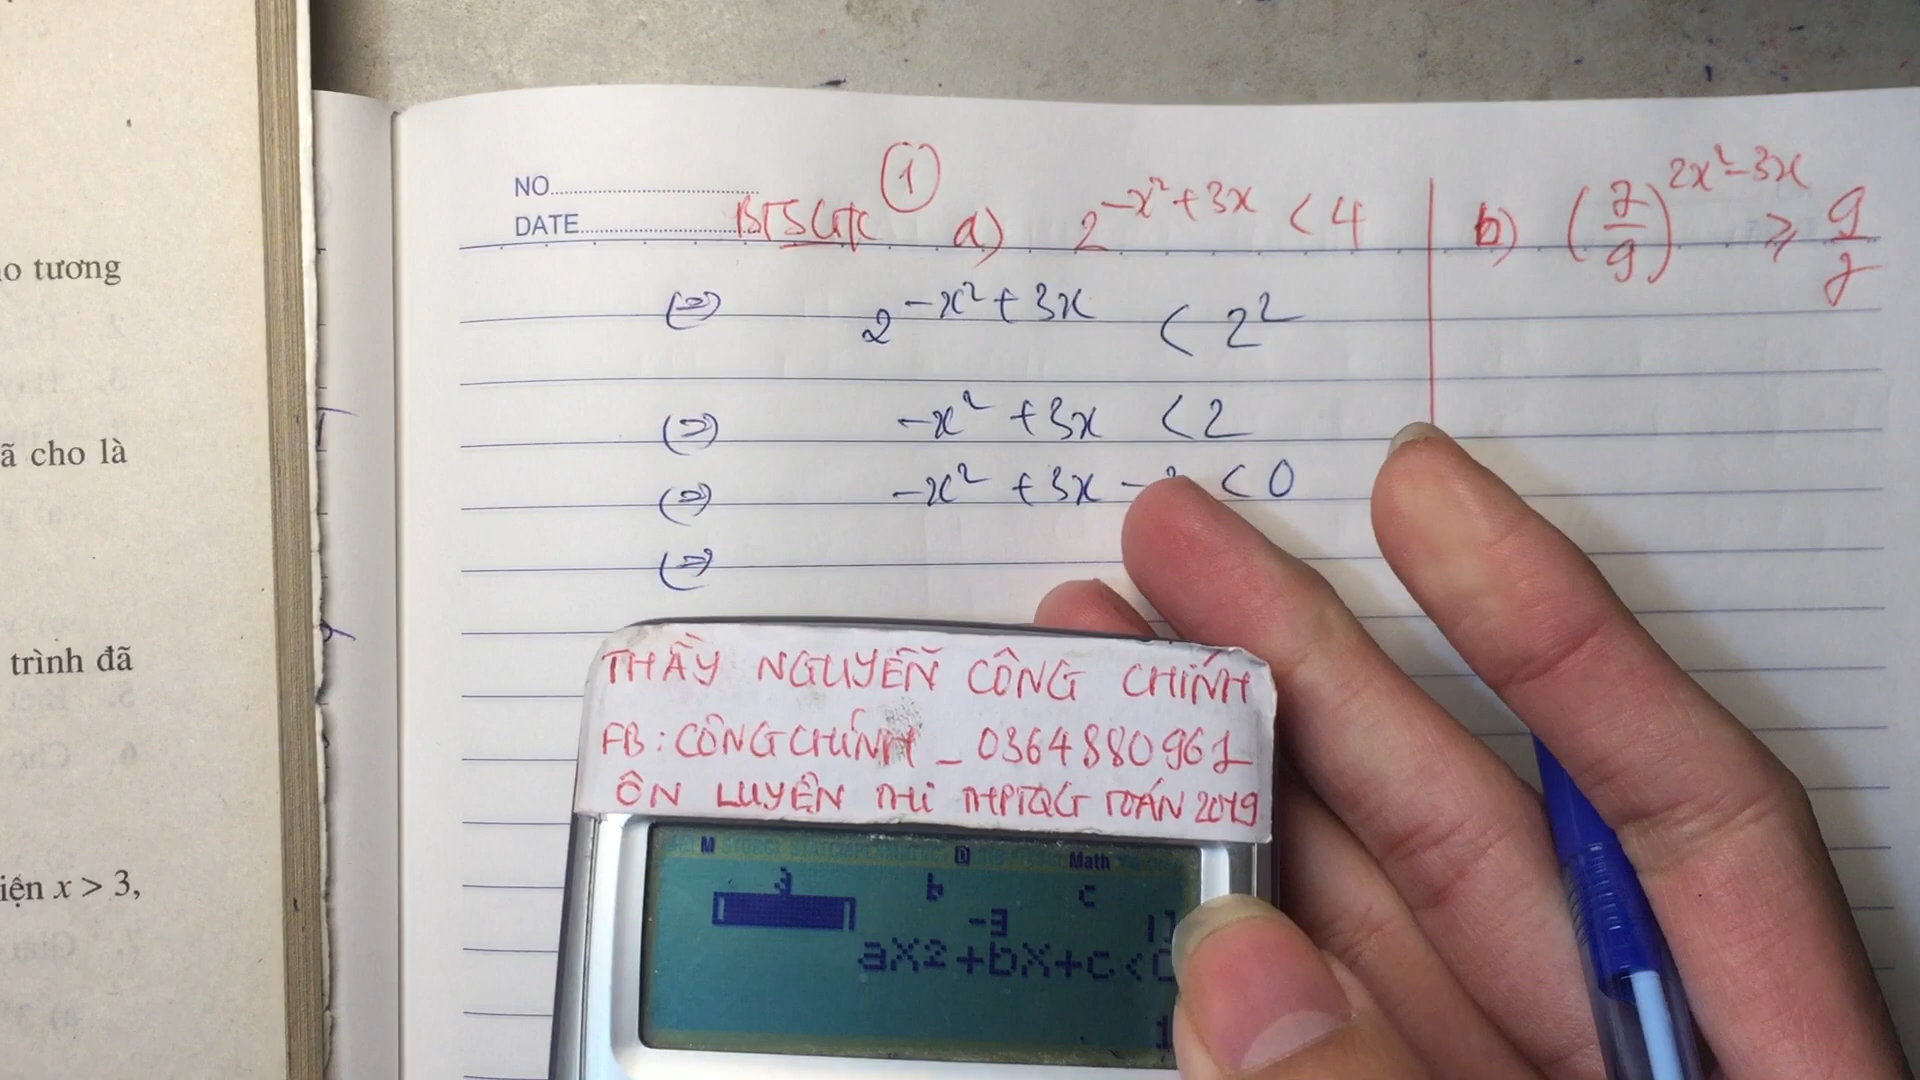 o tương
ã cho là
trình đã
iện x > 3,
NO
DATE
BTSGK ① a) 2^{-x²+3x} < 4
b) (7/9)^{2x²-3x} ≥ 9/7
⇔ 2^{-x²+3x} < 2²
⇔ -x² + 3x < 2
⇔ -x² + 3x - < 0
⇔
THẦY NGUYỄN CÔNG CHÍNH
FB: CÔNG CHÍNH _ 0364880961
ÔN LUYỆN THI THPTQG TOÁN 2019
M D Math
a b c
-3
aX2+bX+c<0
1